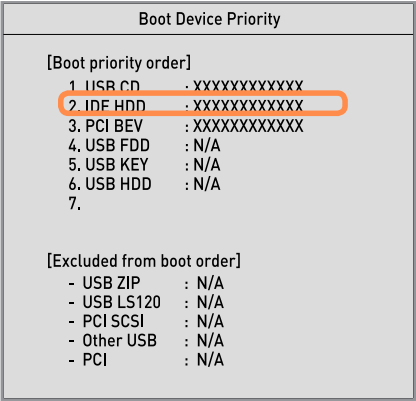 Boot Device Priority
[Boot priority order]
1. USB CD : XXXXXXXXXXXX
2. IDE HDD : XXXXXXXXXXXX
3. PCI BEV : XXXXXXXXXXXX
4. USB FDD : N/A
5. USB KEY : N/A
6. USB HDD : N/A
7.
[Excluded from boot order]
- USB ZIP : N/A
- USB LS120 : N/A
- PCI SCSI : N/A
- Other USB : N/A
- PCI : N/A